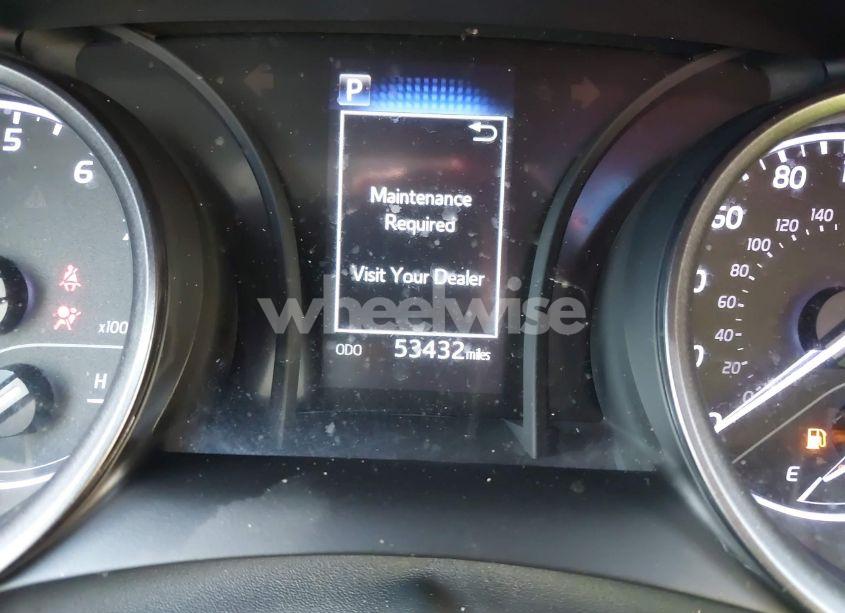 5
6
x100
H
P
Maintenance
Required
Visit Your Dealer
ODO 53432 miles
wheelwise
80
60
140
120
100
80
60
40
20
0
E